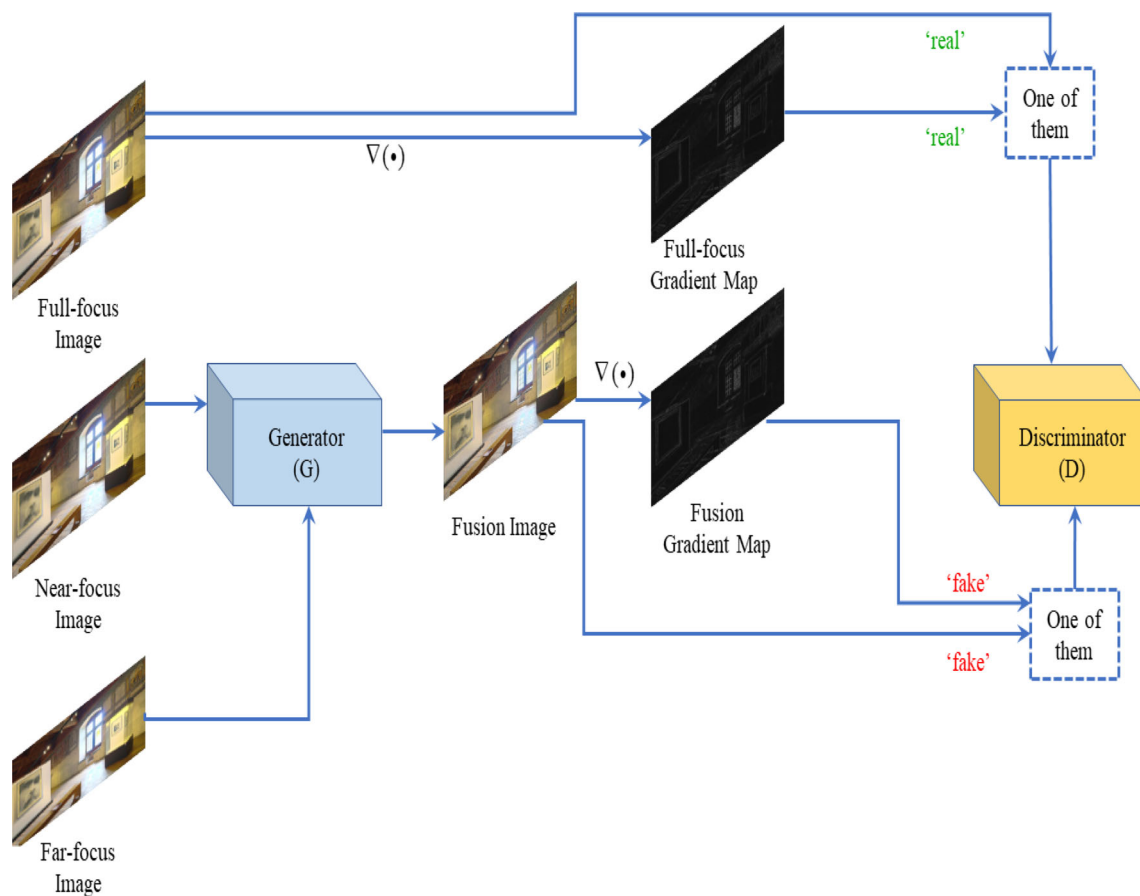 ‘real’
One of
them
‘real’
∇(•)
Full-focus
Gradient Map
Full-focus
Image
∇(•)
Generator
(G)
Discriminator
(D)
Fusion Image
Fusion
Gradient Map
Near-focus
Image
‘fake’
One of
them
‘fake’
Far-focus
Image